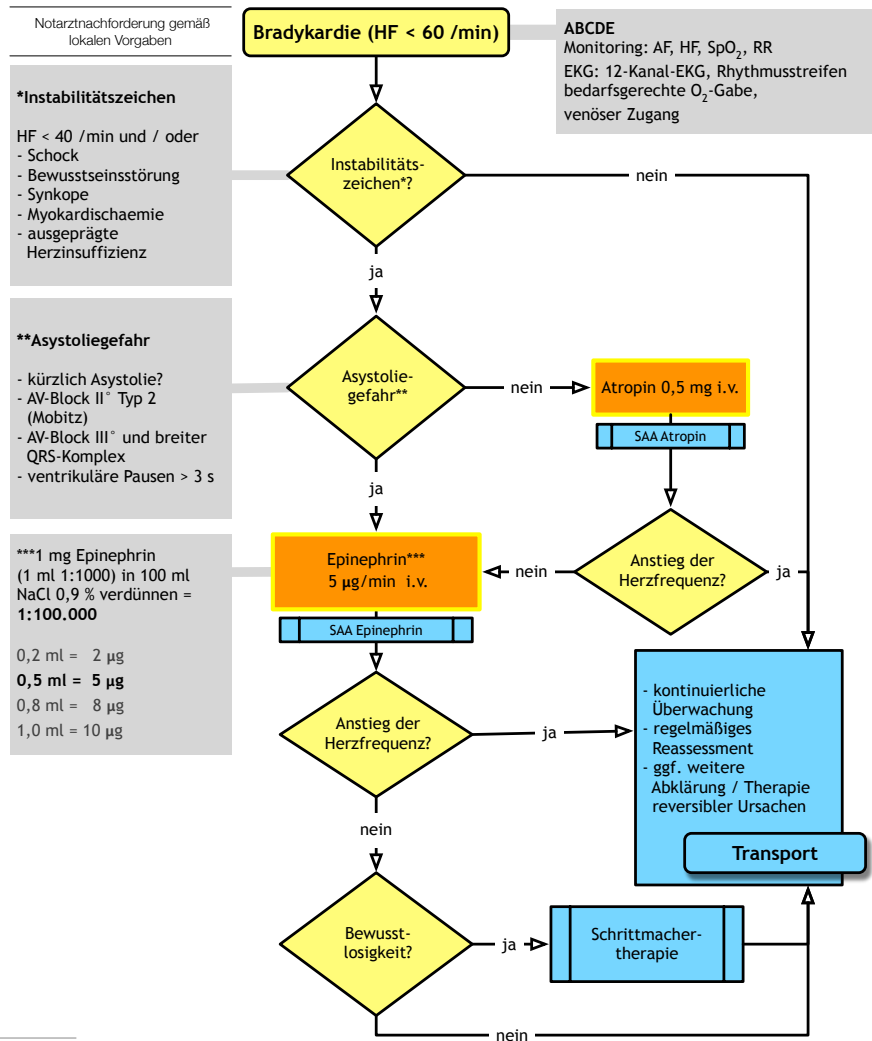 Notarztnachforderung gemäß
lokalen Vorgaben
Bradykardie (HF < 60 /min)
ABCDE
Monitoring: AF, HF, SpO₂, RR
EKG: 12-Kanal-EKG, Rhythmusstreifen
bedarfsgerechte O₂-Gabe,
venöser Zugang
*Instabilitätszeichen
HF < 40 /min und / oder
- Schock
- Bewusstseinsstörung
- Synkope
- Myokardischaemie
- ausgeprägte
Herzinsuffizienz
Instabilitäts-
zeichen*?
nein
ja
**Asystoliegefahr
- kürzlich Asystolie?
- AV-Block II° Typ 2
(Mobitz)
- AV-Block III° und breiter
QRS-Komplex
- ventrikuläre Pausen > 3 s
Asystolie-
gefahr**
nein
Atropin 0,5 mg i.v.
SAA Atropin
ja
***1 mg Epinephrin
(1 ml 1:1000) in 100 ml
NaCl 0,9 % verdünnen =
1:100.000
0,2 ml = 2 µg
0,5 ml = 5 µg
0,8 ml = 8 µg
1,0 ml = 10 µg
Epinephrin***
5 µg/min i.v.
SAA Epinephrin
nein
Anstieg der
Herzfrequenz?
ja
Anstieg der
Herzfrequenz?
ja
- kontinuierliche
Überwachung
- regelmäßiges
Reassessment
- ggf. weitere
Abklärung / Therapie
reversibler Ursachen
Transport
nein
Bewusst-
losigkeit?
ja
Schrittmacher-
therapie
nein